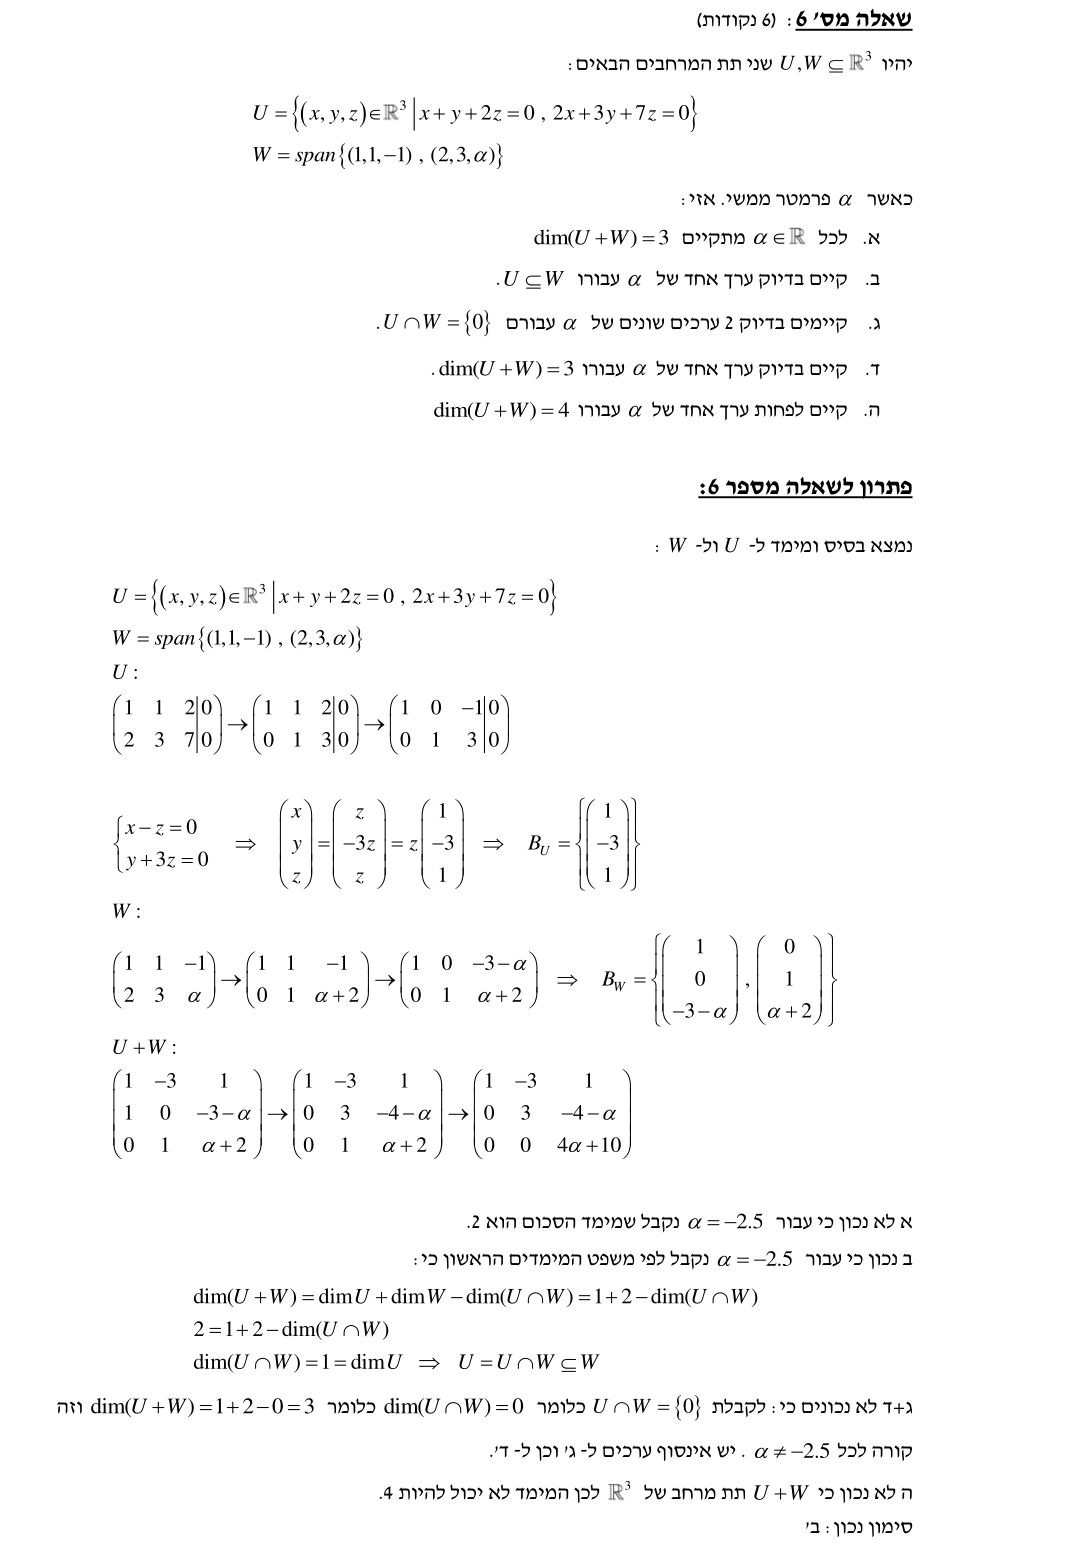 שאלה מס׳ 6 : (6 נקודות)
יהיו U,W ⊆ ℝ³ שני תת המרחבים הבאים :
U = {(x, y, z)∈ℝ³ | x + y + 2z = 0 , 2x + 3y + 7z = 0}
W = span{(1,1,−1) , (2,3,α)}
כאשר α פרמטר ממשי. אזי :
א. לכל α ∈ ℝ מתקיים dim(U + W) = 3
ב. קיים בדיוק ערך אחד של α עבורו U ⊆ W.
ג. קיימים בדיוק 2 ערכים שונים של α עבורם U ∩ W = {0}.
ד. קיים בדיוק ערך אחד של α עבורו dim(U + W) = 3.
ה. קיים לפחות ערך אחד של α עבורו dim(U + W) = 4
פתרון לשאלה מספר 6:
נמצא בסיס ומימד ל- U ול- W :
U = {(x, y, z)∈ℝ³ | x + y + 2z = 0 , 2x + 3y + 7z = 0}
W = span{(1,1,−1) , (2,3,α)}
U :
(1 1 2|0) → (1 1 2|0) → (1 0 −1|0)
(2 3 7|0) (0 1 3|0) (0 1 3|0)
{x − z = 0 , y + 3z = 0 ⇒ (x y z) = (z −3z z) = z(1 −3 1) ⇒ B_U = {(1 −3 1)}
W :
(1 1 −1) → (1 1 −1) → (1 0 −3−α) ⇒ B_W = {(1 0 −3−α) , (0 1 α+2)}
(2 3 α) (0 1 α+2) (0 1 α+2)
U + W :
(1 −3 1) (1 −3 1) (1 −3 1)
(1 0 −3−α) → (0 3 −4−α) → (0 3 −4−α)
(0 1 α+2) (0 1 α+2) (0 0 4α+10)
א לא נכון כי עבור α = −2.5 נקבל שמימד הסכום הוא 2.
ב נכון כי עבור α = −2.5 נקבל לפי משפט המימדים הראשון כי :
dim(U + W) = dim U + dim W − dim(U ∩ W) = 1 + 2 − dim(U ∩ W)
2 = 1 + 2 − dim(U ∩ W)
dim(U ∩ W) = 1 = dim U ⇒ U = U ∩ W ⊆ W
ג+ד לא נכונים כי : לקבלת U ∩ W = {0} כלומר dim(U ∩ W) = 0 כלומר dim(U + W) = 1 + 2 − 0 = 3 וזה
קורה לכל α ≠ −2.5 . יש אינסוף ערכים ל- ג׳ וכן ל- ד׳.
ה לא נכון כי U + W תת מרחב של ℝ³ לכן המימד לא יכול להיות 4.
סימון נכון : ב׳